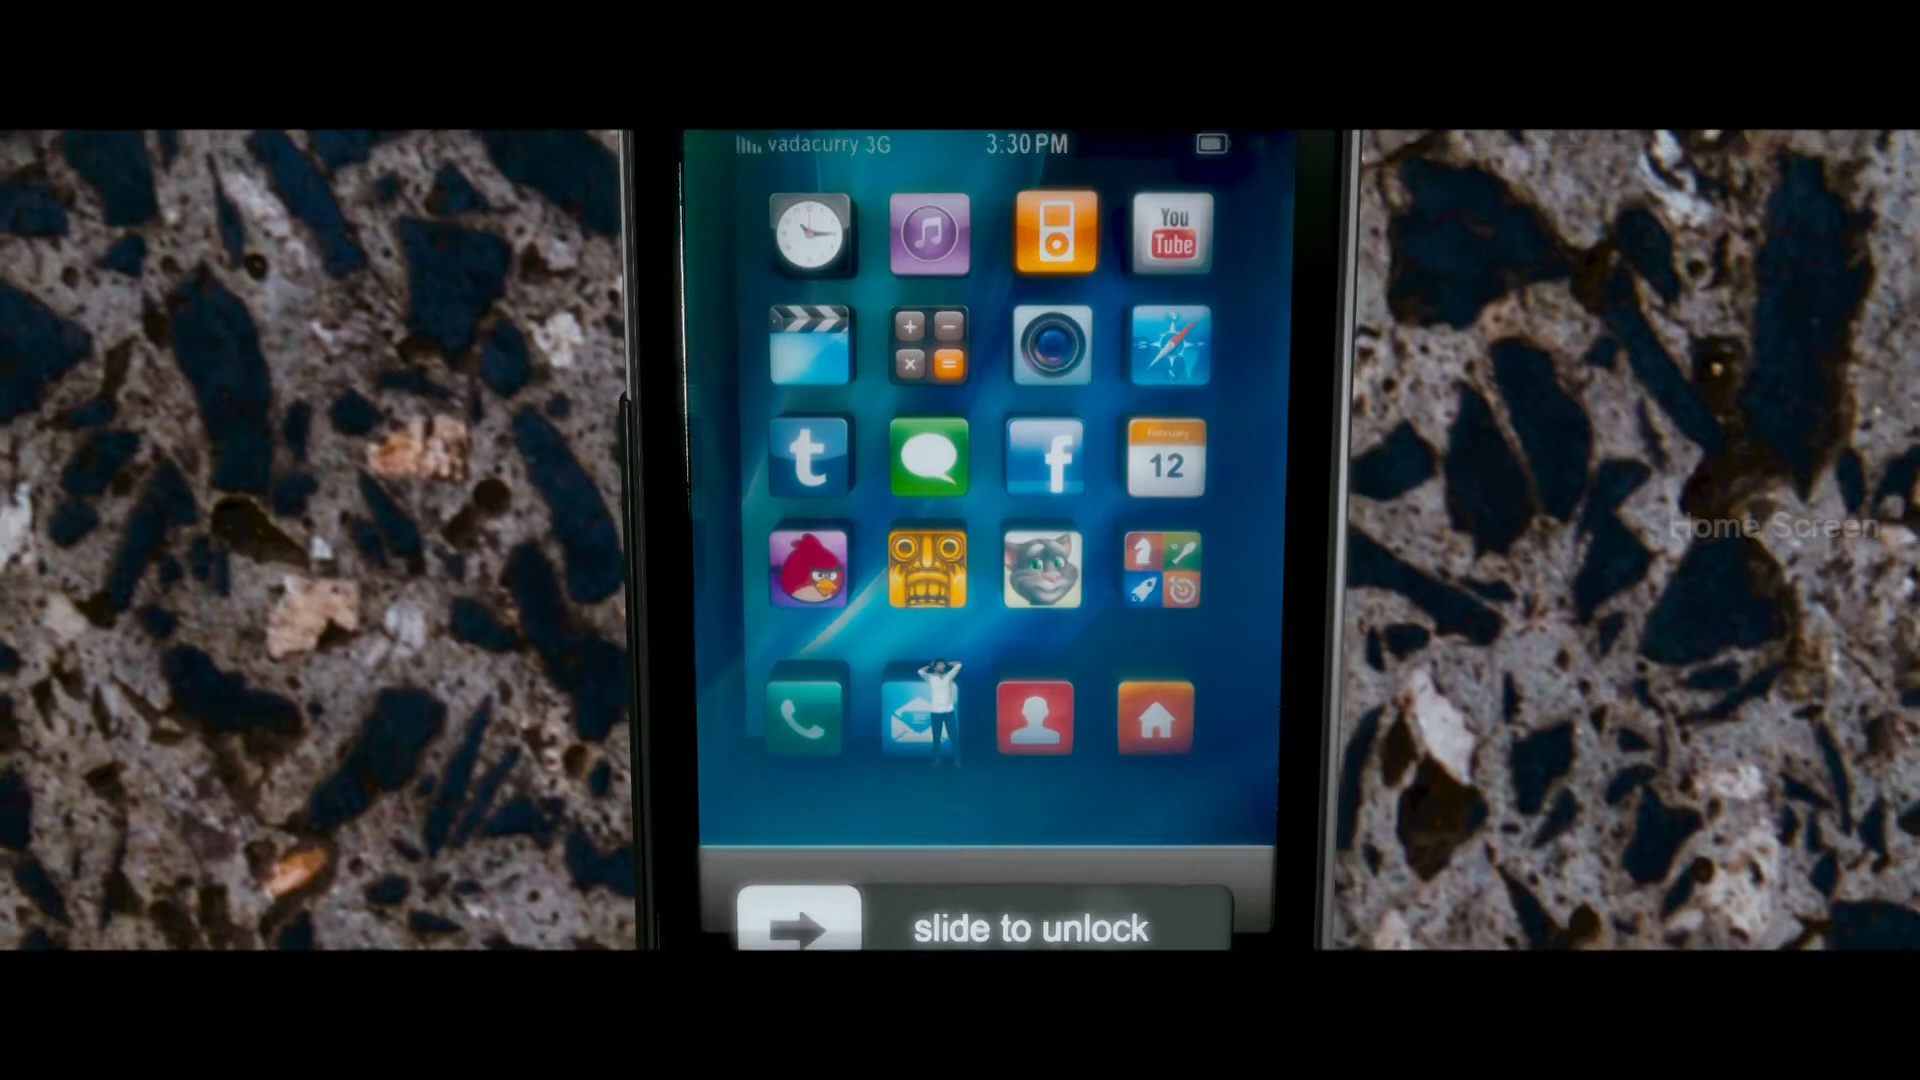 vadacurry 3G 3:30 PM
You
Tube
+ −
× =
t
f
February
12
Home Screen
slide to unlock